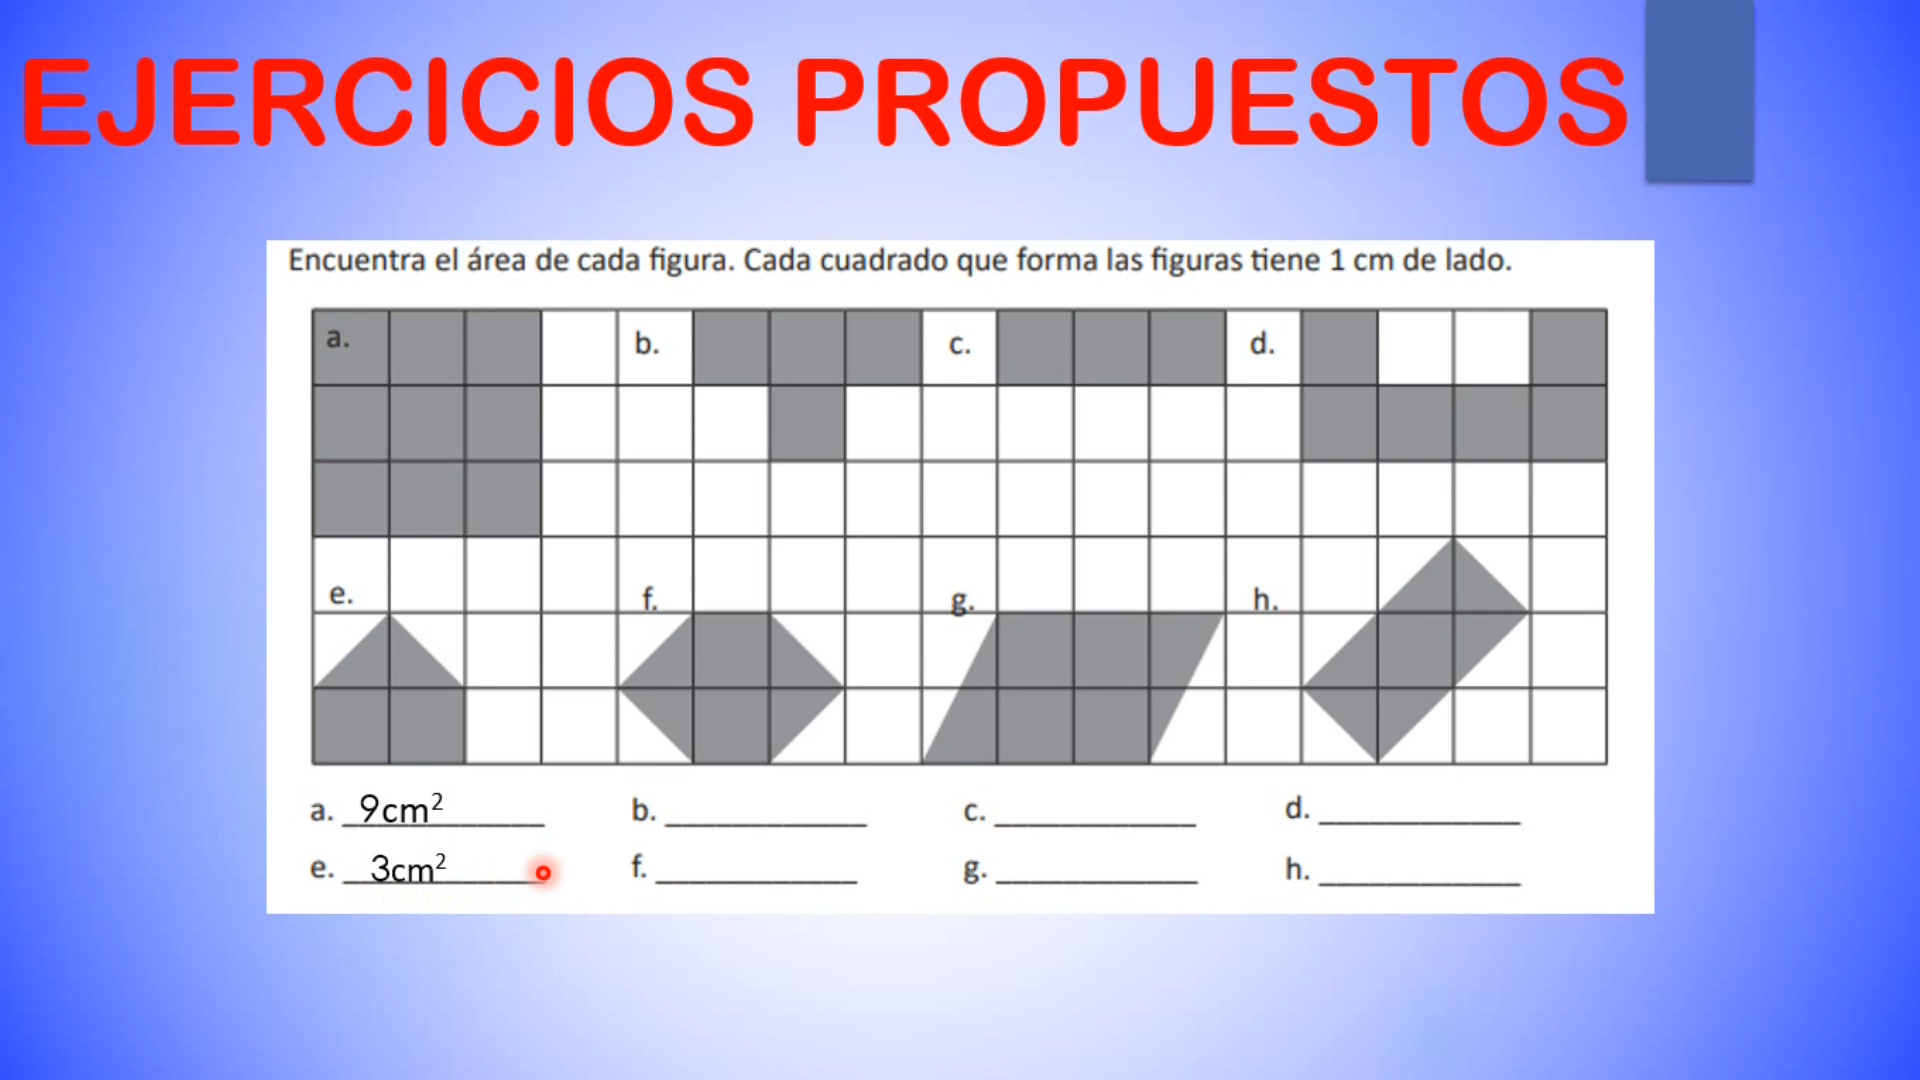 EJERCICIOS PROPUESTOS
Encuentra el área de cada figura. Cada cuadrado que forma las figuras tiene 1 cm de lado.
a. b. c. d.
e. f. g. h.
a. 9cm² b. c. d.
e. 3cm² f. g. h.